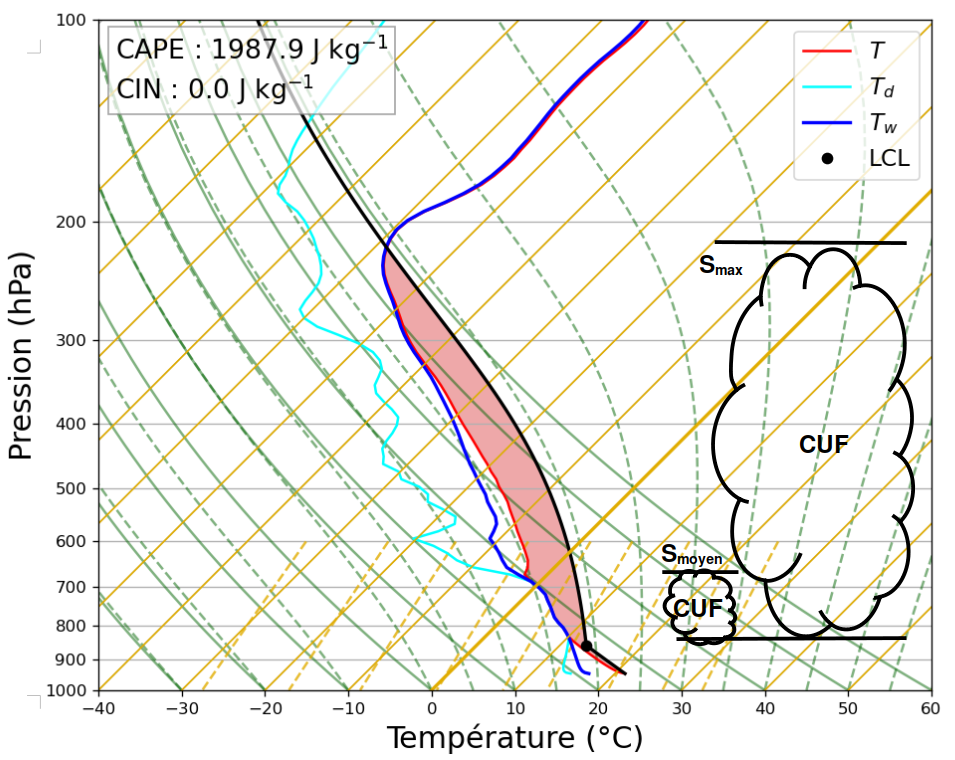 CAPE : 1987.9 J kg⁻¹
CIN : 0.0 J kg⁻¹
T
T_d
T_w
LCL
S_max
CUF
S_moyen
CUF
100
200
300
400
500
600
700
800
900
1000
Pression (hPa)
−40 −30 −20 −10 0 10 20 30 40 50 60
Température (°C)